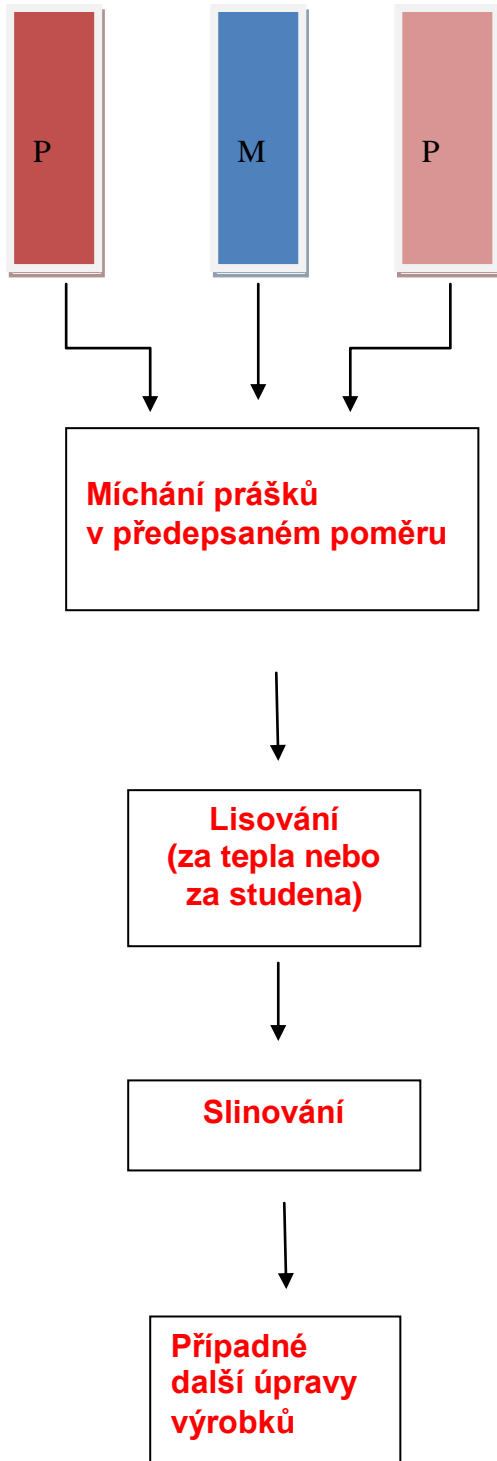 P
M
P
Míchání prášků
v předepsaném poměru
Lisování
(za tepla nebo
za studena)
Slinování
Případné
další úpravy
výrobků